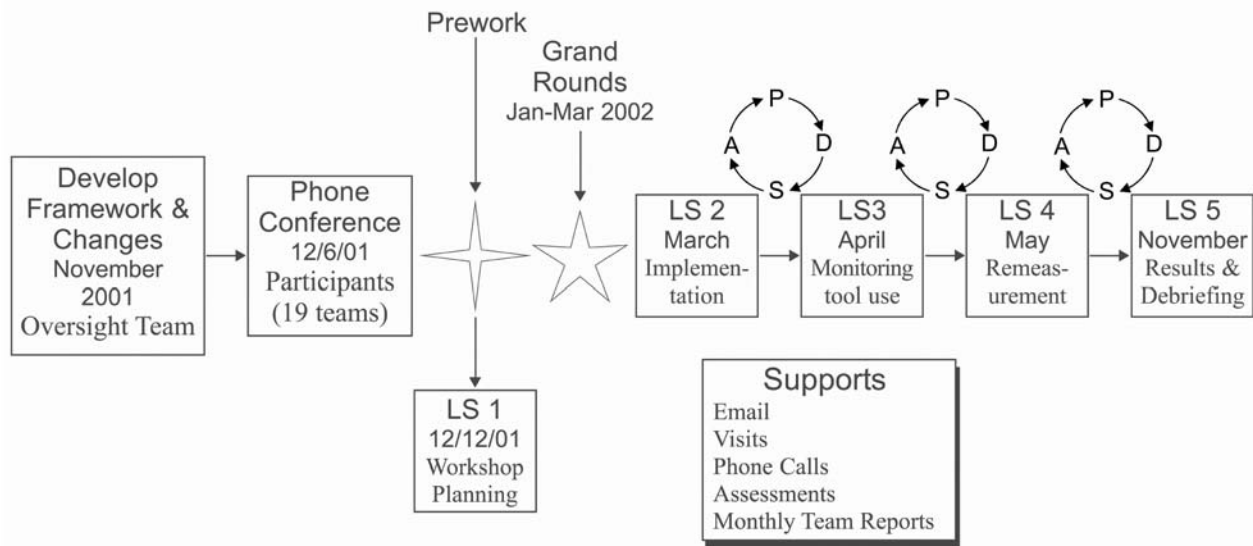 Prework
Grand
Rounds
Jan-Mar 2002
Develop
Framework &
Changes
November
2001
Oversight Team
Phone
Conference
12/6/01
Participants
(19 teams)
LS 1
12/12/01
Workshop
Planning
P
D
S
A
LS 2
March
Implemen-
tation
P
D
S
A
LS3
April
Monitoring
tool use
P
D
S
A
LS 4
May
Remeas-
urement
LS 5
November
Results &
Debriefing
Supports
Email
Visits
Phone Calls
Assessments
Monthly Team Reports